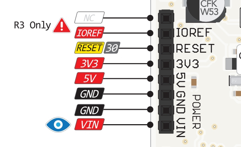 NC
R3 Only
IOREF
RESET 30
3V3
5V
GND
GND
VIN
CFK
W53
IOREF
RESET
3V3
5V
GND
VIN
POWER